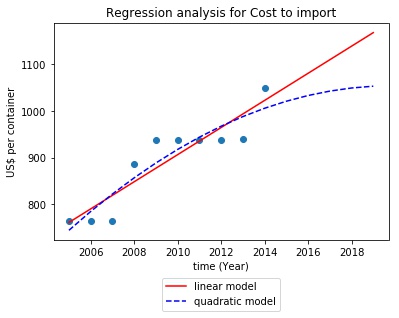 Regression analysis for Cost to import
US$ per container
1100
1000
900
800
2006 2008 2010 2012 2014 2016 2018
time (Year)
linear model
quadratic model